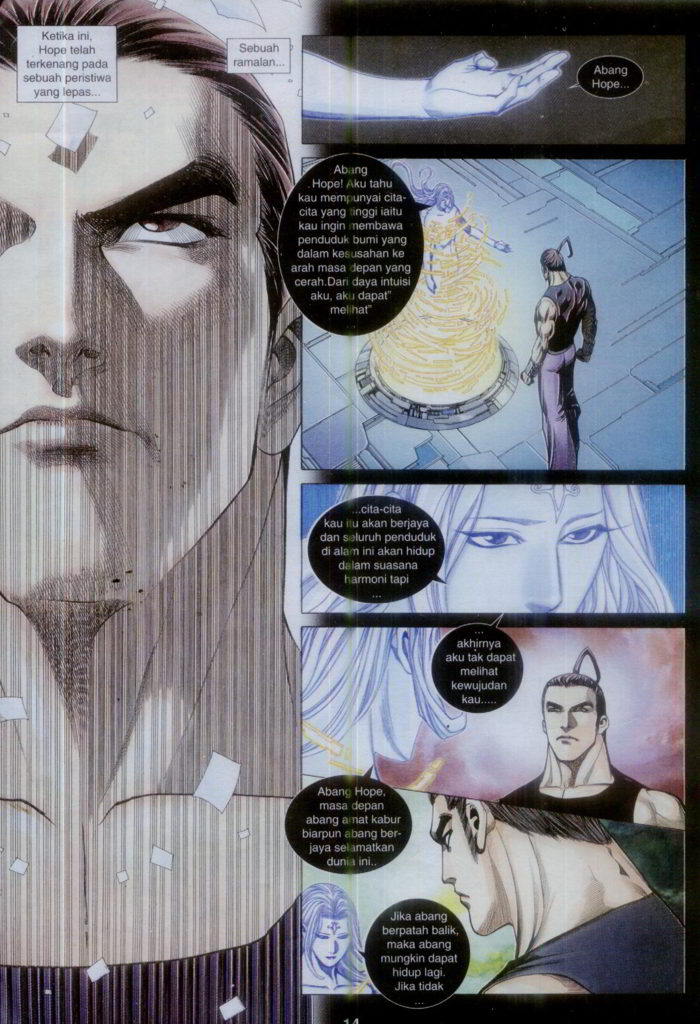 Ketika ini,
Hope telah
terkenang pada
sebuah peristiwa
yang lepas...
Sebuah
ramalan...
Abang
Hope...
Abang
Hope! Aku tahu
kau mempunyai cita-
cita yang tinggi iaitu
kau ingin membawa
penduduk bumi yang
dalam kesusahan ke
arah masa depan yang
cerah.Dari daya intuisi
aku, aku dapat"
melihat"
...cita-cita
kau itu akan berjaya
dan seluruh penduduk
di alam ini akan hidup
dalam suasana
harmoni tapi
...
...
akhirnya
aku tak dapat
melihat
kewujudan
kau.....
Abang Hope,
masa depan
abang amat kabur
biarpun abang ber-
jaya selamatkan
dunia ini..
Jika abang
berpatah balik,
maka abang
mungkin dapat
hidup lagi.
Jika tidak
...
14